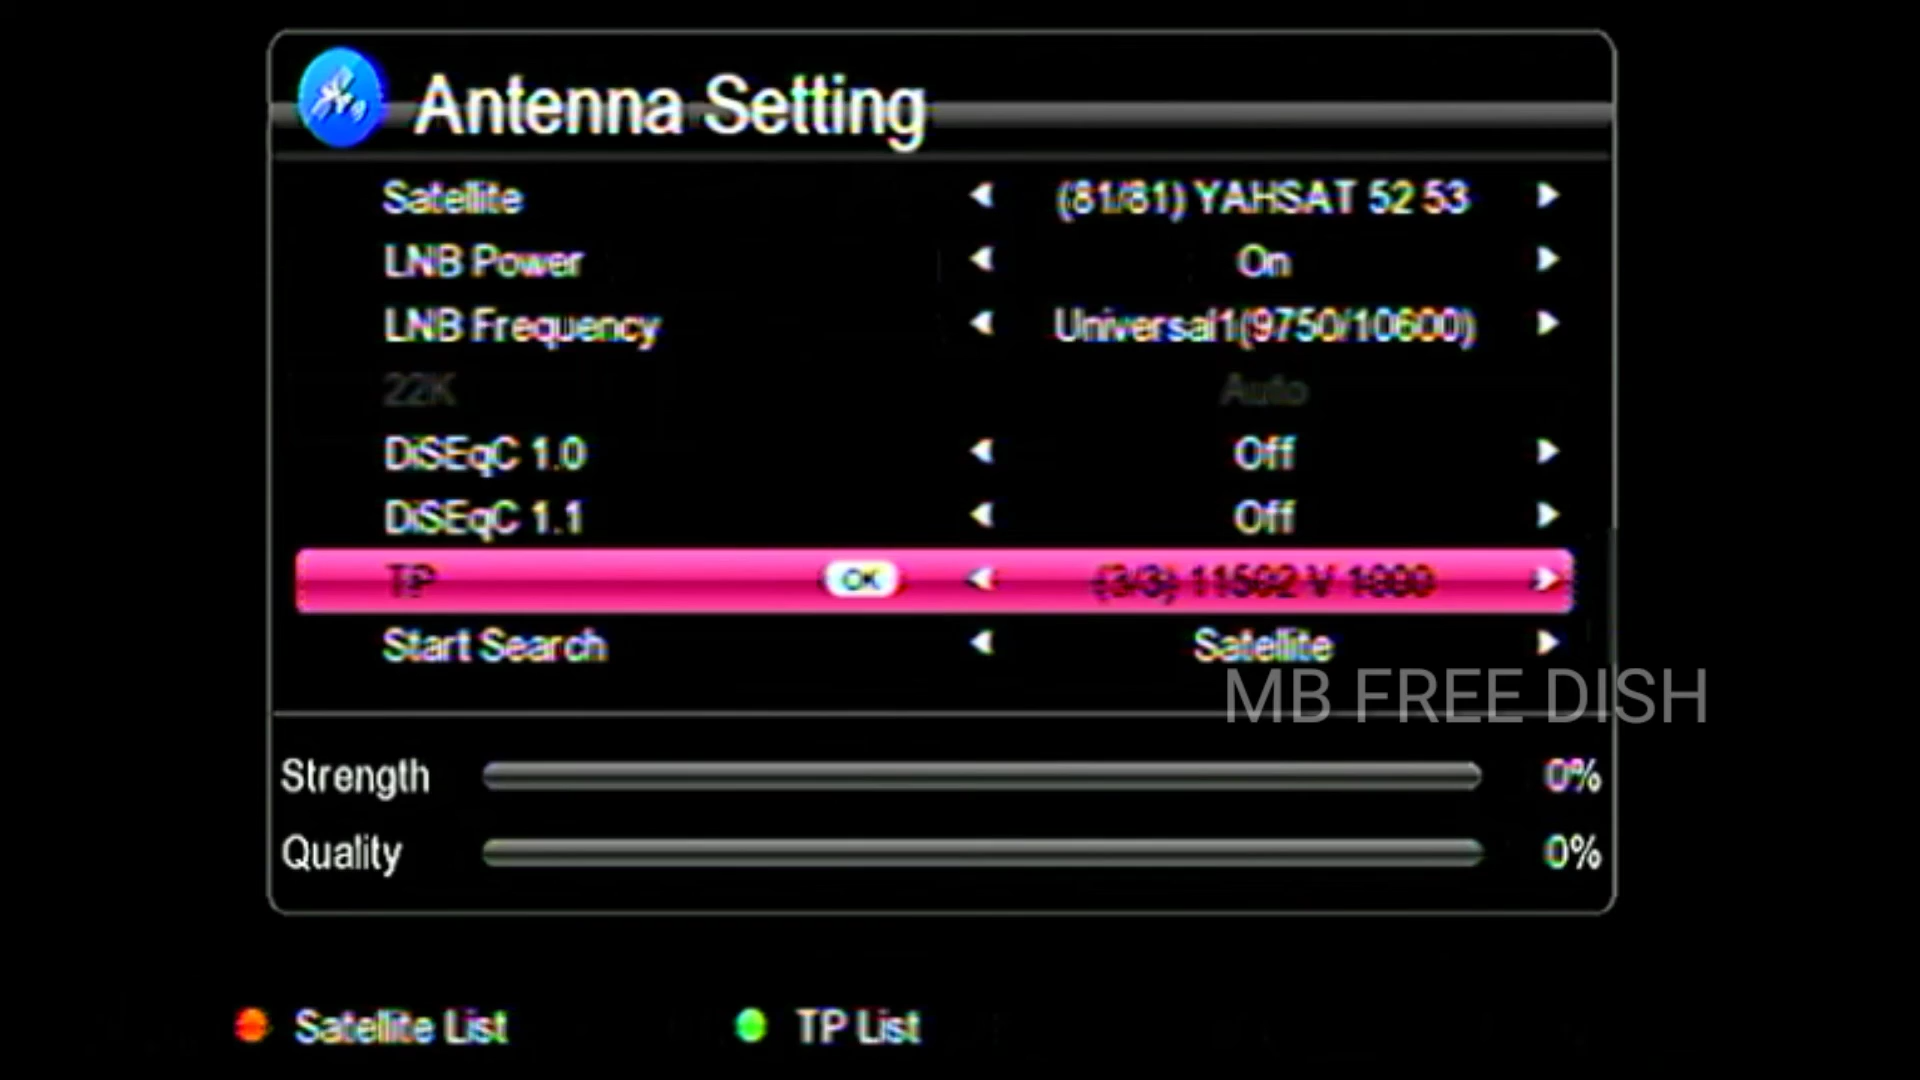 Antenna Setting
Satellite (81/81) YAHSAT 52 53
LNB Power On
LNB Frequency Universal1(9750/10600)
22K Auto
DiSEqC 1.0 Off
DiSEqC 1.1 Off
TP OK (3/3) V
Start Search Satellite
MB FREE DISH
Strength 0%
Quality 0%
Satellite List TP List